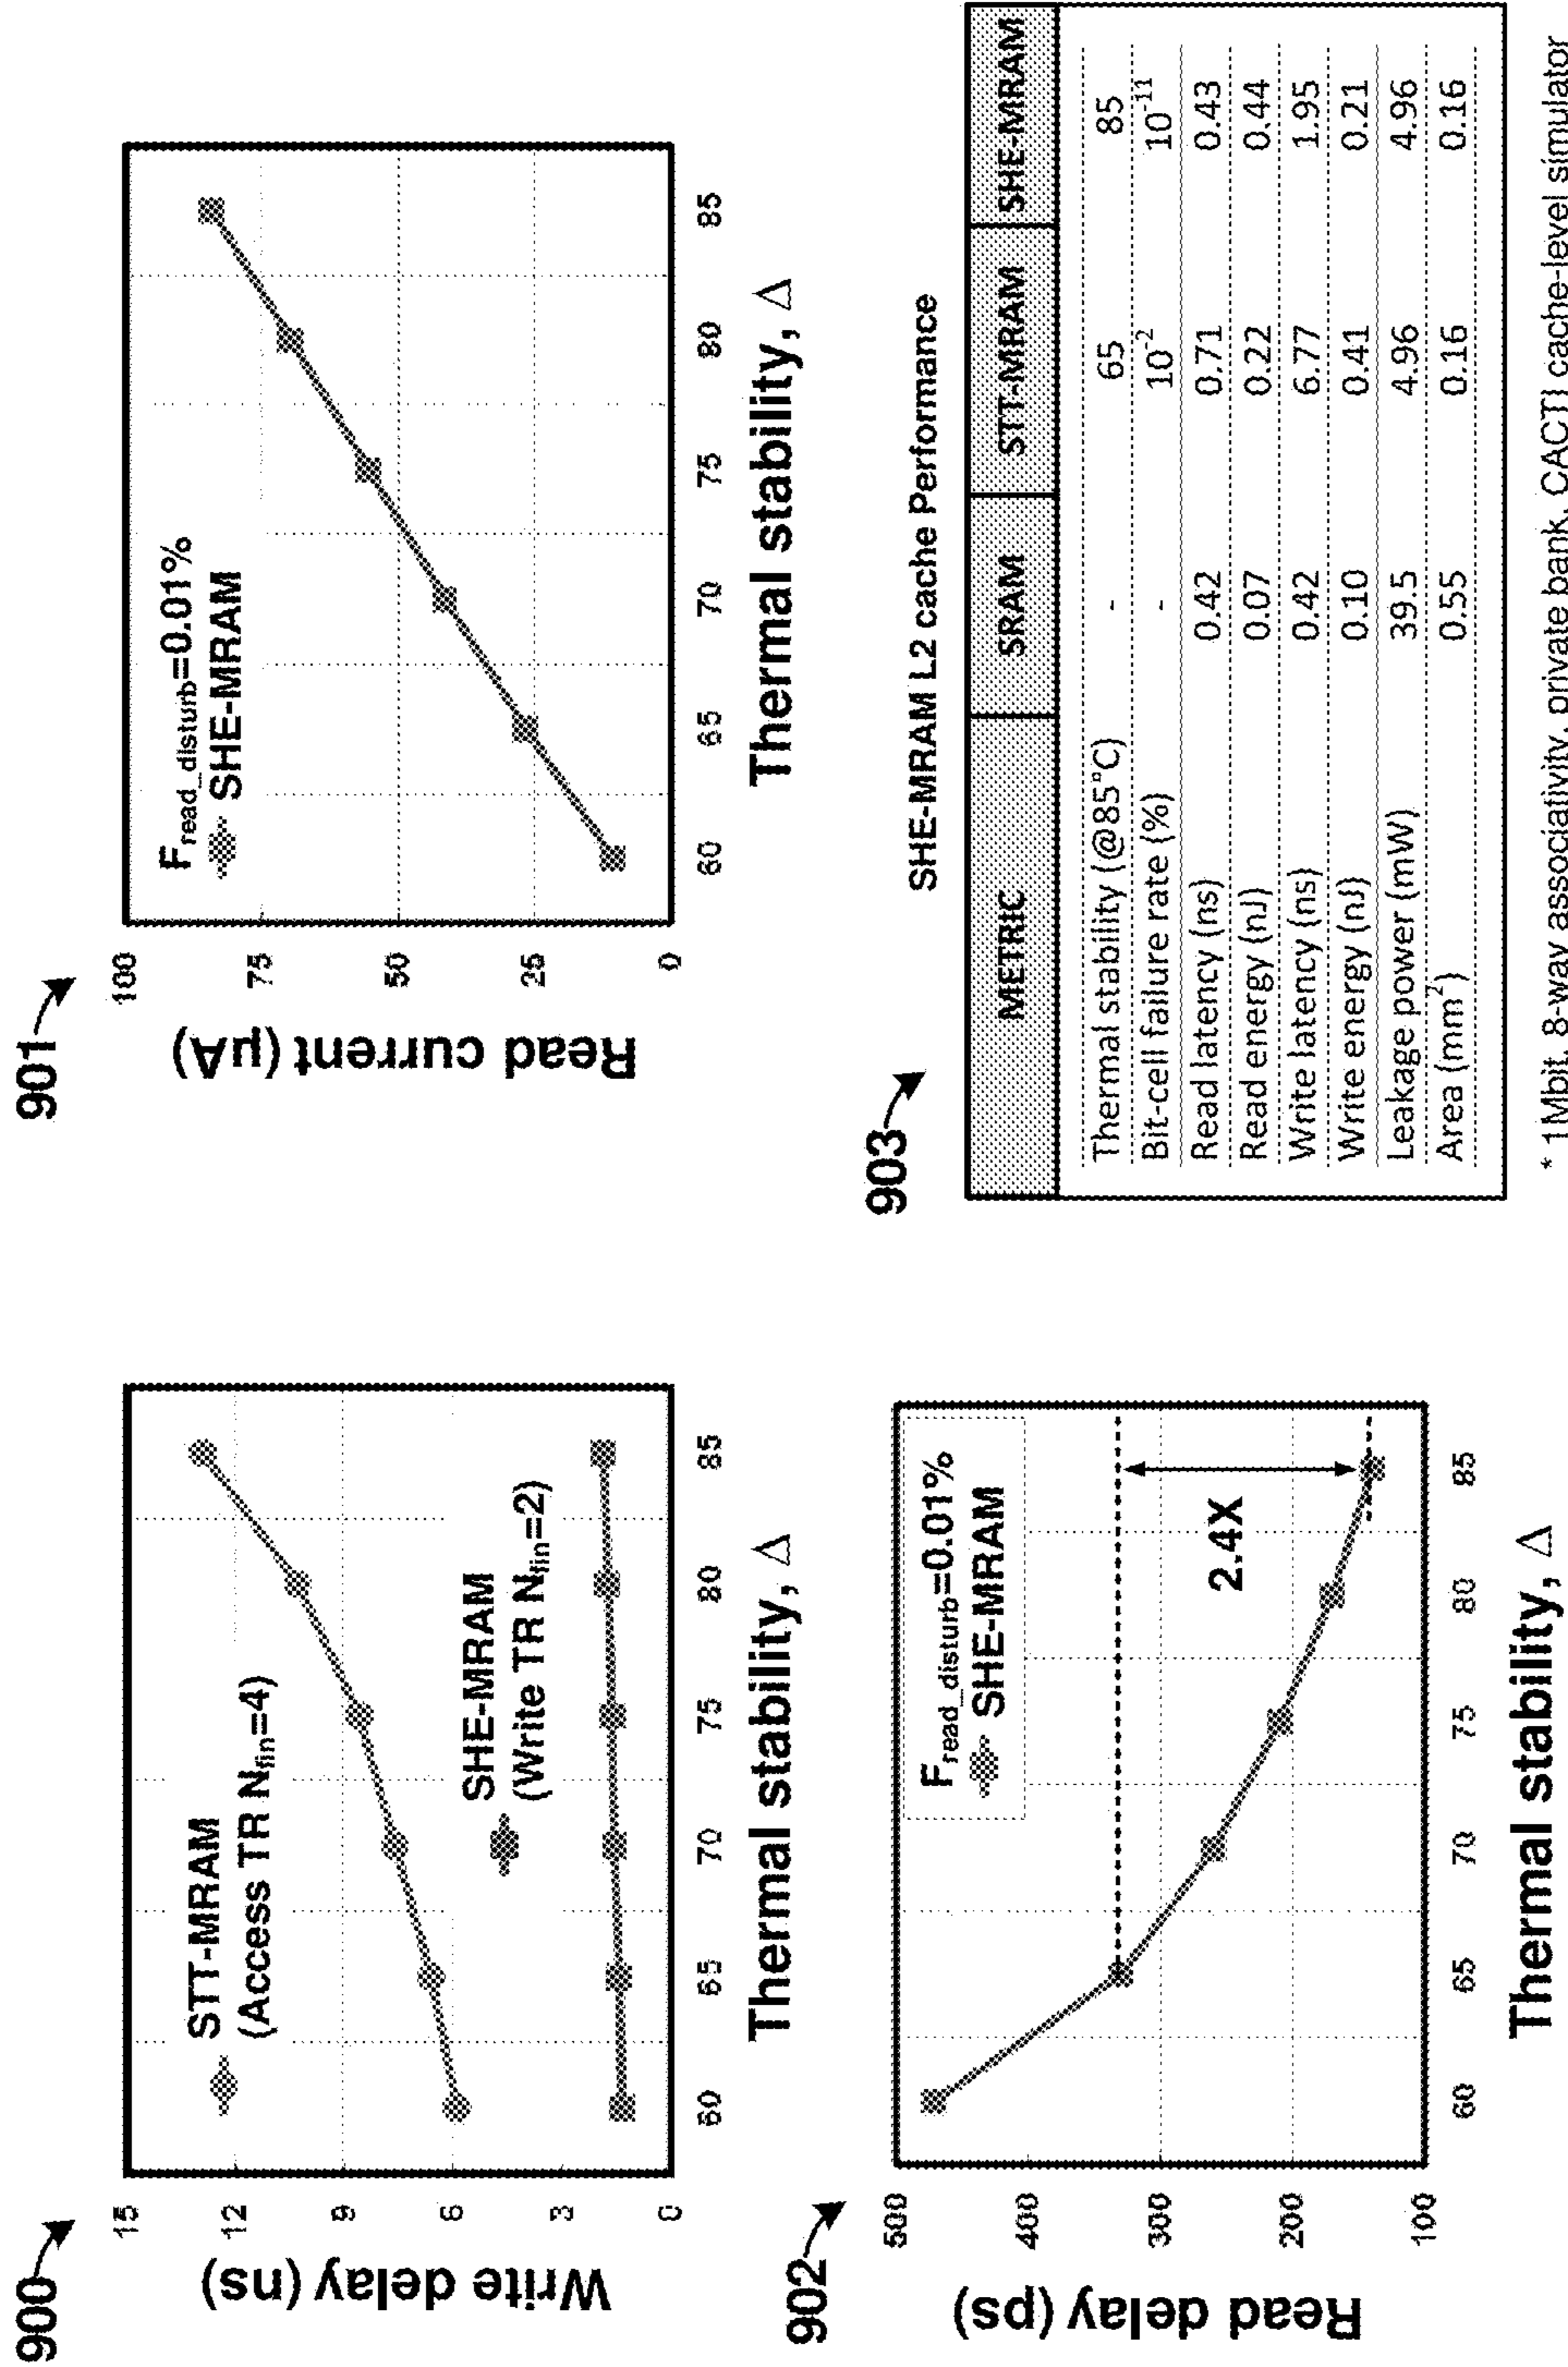 900
15
12
9
6
3
0
Write delay (ns)
STT-MRAM
(Access TR Nfin=4)
SHE-MRAM
(Write TR Nfin=2)
60 65 70 75 80 85
Thermal stability, Δ
901
100
75
50
25
0
Read current (µA)
Fread_disturb=0.01%
SHE-MRAM
60 65 70 75 80 85
Thermal stability, Δ
902
500
400
300
200
100
Read delay (ps)
Fread_disturb=0.01%
SHE-MRAM
2.4X
60 65 70 75 80 85
Thermal stability, Δ
903
SHE-MRAM L2 cache Performance
METRIC SRAM STT-MRAM SHE-MRAM
Thermal stability (@85°C) - 65 85
Bit-cell failure rate (%) - 10⁻² 10⁻¹¹
Read latency (ns) 0.42 0.71 0.43
Read energy (nJ) 0.07 0.22 0.44
Write latency (ns) 0.42 6.77 1.95
Write energy (nJ) 0.10 0.41 0.21
Leakage power (mW) 39.5 4.96 4.96
Area (mm²) 0.55 0.16 0.16
* 1Mbit, 8-way associativity, private bank, CACTI cache-level simulator